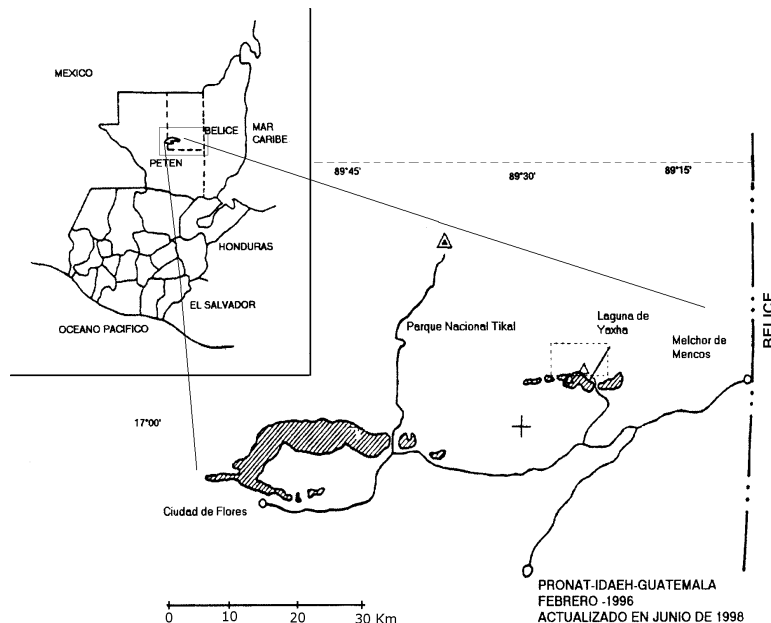 MEXICO
BELICE
MAR
CARIBE
PETEN
HONDURAS
EL SALVADOR
OCEANO PACIFICO
89°45'
89°30'
89°15'
Parque Nacional Tikal
Laguna de
Yaxha
Melchor de
Mencos
BELICE
17°00'
Ciudad de Flores
0 10 20 30 Km
PRONAT-IDAEH-GUATEMALA
FEBRERO -1996
ACTUALIZADO EN JUNIO DE 1998